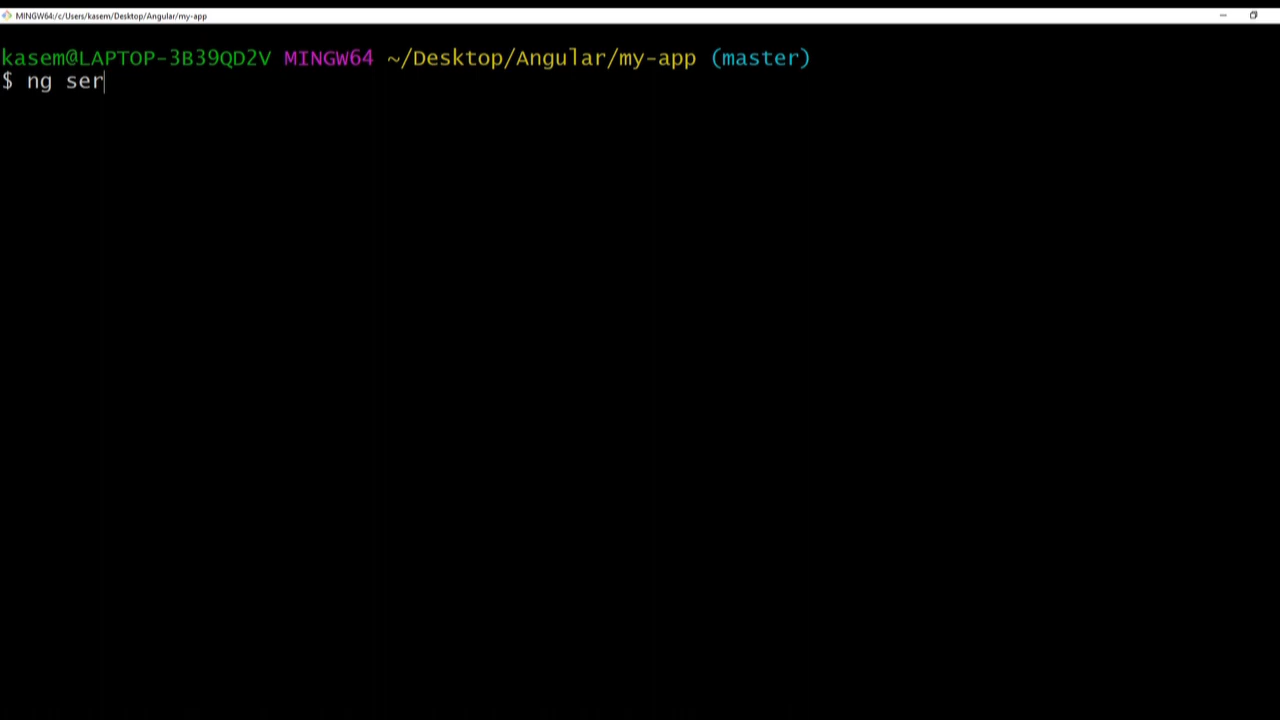 MINGW64:/c/Users/kasem/Desktop/Angular/my-app
kasem@LAPTOP-3B39QD2V MINGW64 ~/Desktop/Angular/my-app (master)
$ ng ser